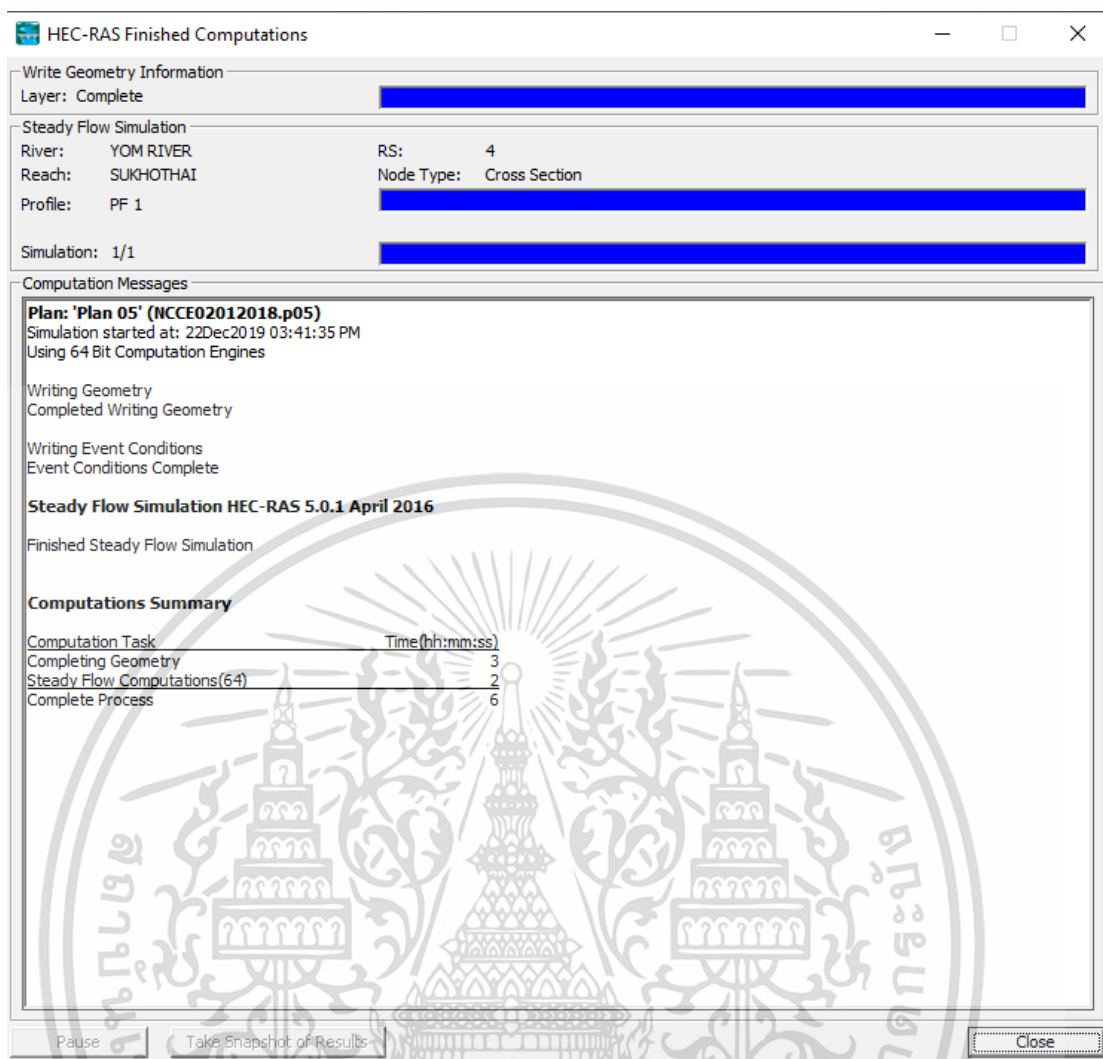 HEC-RAS Finished Computations
Write Geometry Information
Layer: Complete
Steady Flow Simulation
River: YOM RIVER RS: 4
Reach: SUKHOTHAI Node Type: Cross Section
Profile: PF 1
Simulation: 1/1
Computation Messages
Plan: 'Plan 05' (NCCE02012018.p05)
Simulation started at: 22Dec2019 03:41:35 PM
Using 64 Bit Computation Engines
Writing Geometry
Completed Writing Geometry
Writing Event Conditions
Event Conditions Complete
Steady Flow Simulation HEC-RAS 5.0.1 April 2016
Finished Steady Flow Simulation
Computations Summary
Computation Task Time(hh:mm:ss)
Completing Geometry 3
Steady Flow Computations(64) 2
Complete Process 6
Pause Take Snapshot of Results Close